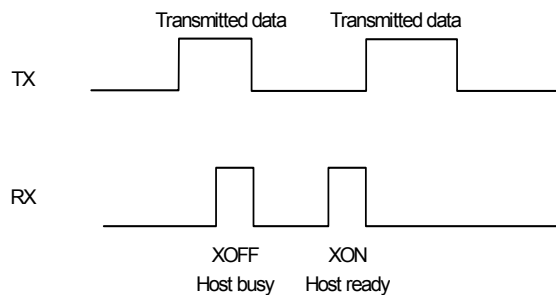 Transmitted data Transmitted data
TX
RX
XOFF XON
Host busy Host ready